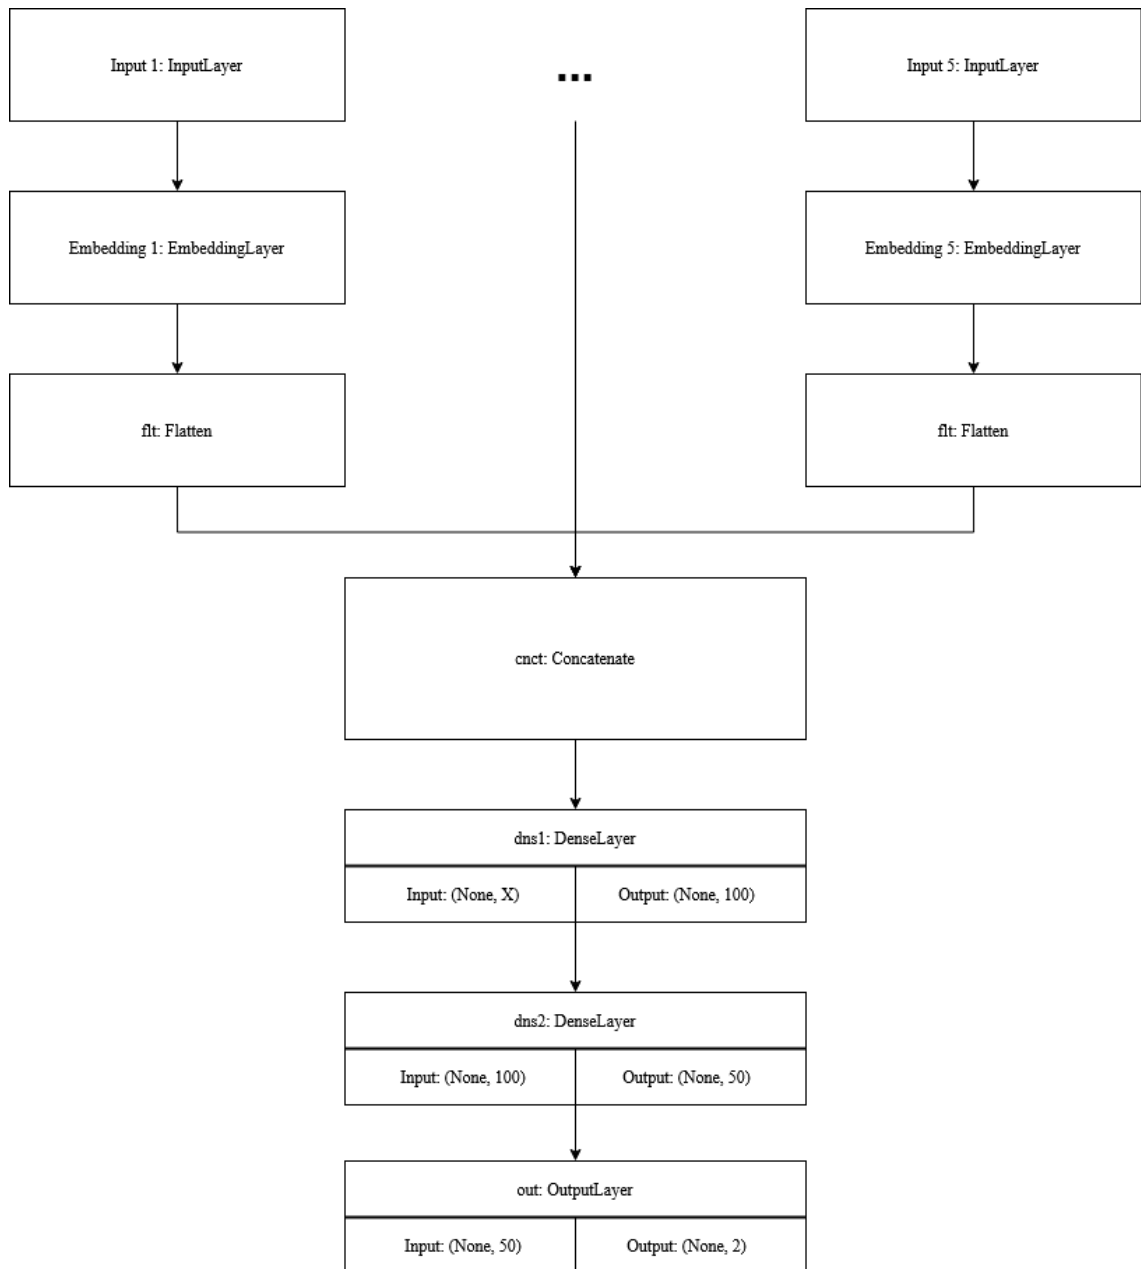 Input 1: InputLayer
...
Input 5: InputLayer
Embedding 1: EmbeddingLayer
Embedding 5: EmbeddingLayer
flt: Flatten
flt: Flatten
cnct: Concatenate
dns1: DenseLayer
Input: (None, X)
Output: (None, 100)
dns2: DenseLayer
Input: (None, 100)
Output: (None, 50)
out: OutputLayer
Input: (None, 50)
Output: (None, 2)